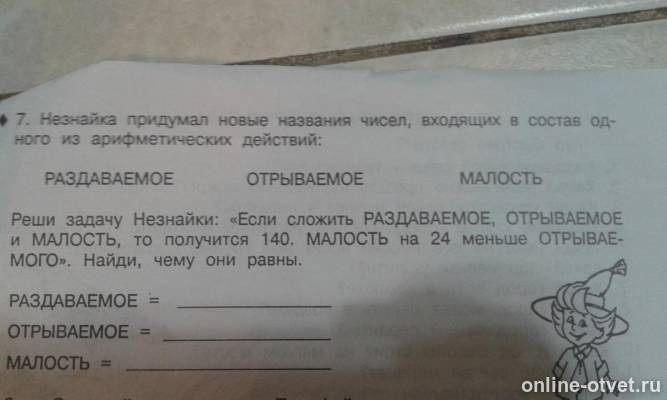 7. Незнайка придумал новые названия чисел, входящих в состав од-
ного из арифметических действий:
РАЗДАВАЕМОЕ ОТРЫВАЕМОЕ МАЛОСТЬ
Реши задачу Незнайки: «Если сложить РАЗДАВАЕМОЕ, ОТРЫВАЕМОЕ
и МАЛОСТЬ, то получится 140. МАЛОСТЬ на 24 меньше ОТРЫВАЕ-
МОГО». Найди, чему они равны.
РАЗДАВАЕМОЕ =
ОТРЫВАЕМОЕ =
МАЛОСТЬ =
online-otvet.ru